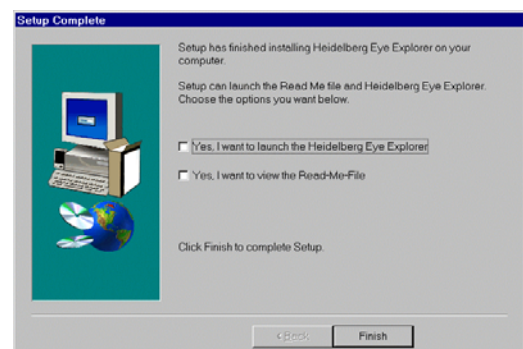 Setup Complete
Setup has finished installing Heidelberg Eye Explorer on your
computer.
Setup can launch the Read Me file and Heidelberg Eye Explorer.
Choose the options you want below.
Yes, I want to launch the Heidelberg Eye Explorer
Yes, I want to view the Read-Me-File
Click Finish to complete Setup.
< Back
Finish